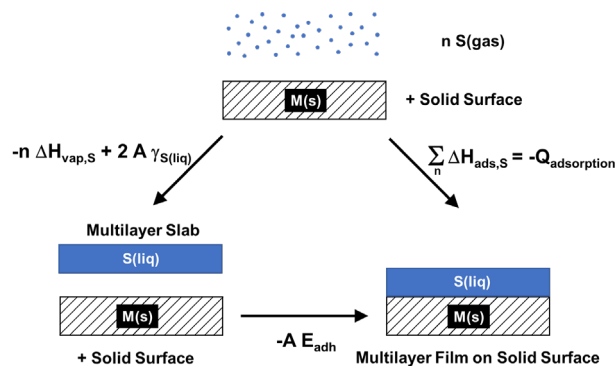 n S(gas)
M(s)
+ Solid Surface
-n ΔHvap,S + 2 A γS(liq)
∑n ΔHads,S = -Qadsorption
Multilayer Slab
S(liq)
M(s)
+ Solid Surface
-A Eadh
S(liq)
M(s)
Multilayer Film on Solid Surface